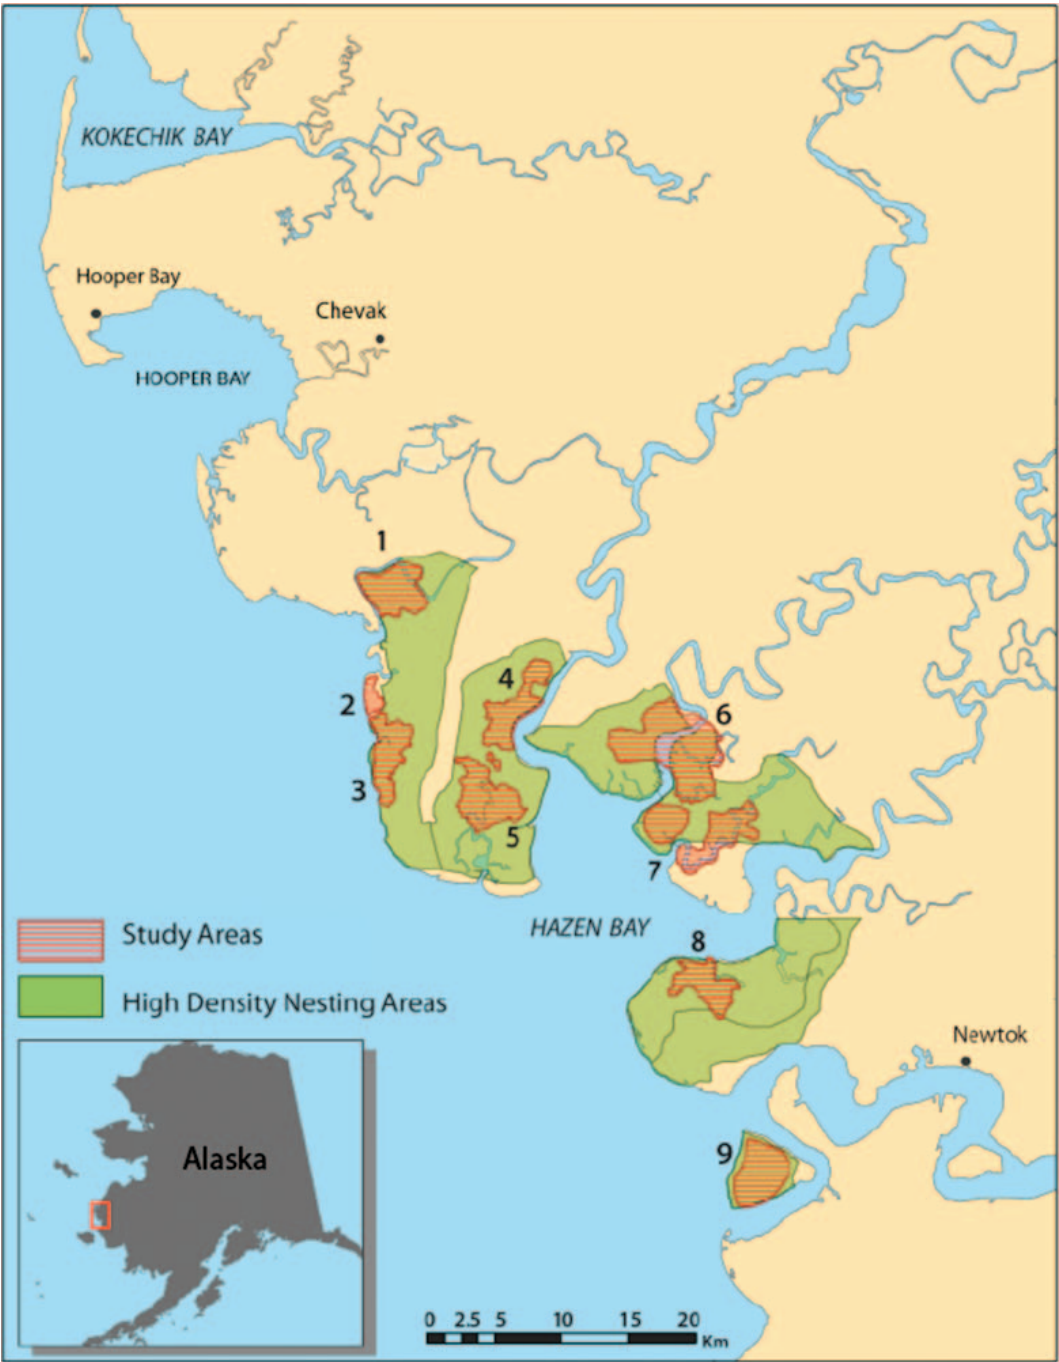 KOKECHIK BAY
Hooper Bay
Chevak
HOOPER BAY
1
4
2
6
3
5
7
HAZEN BAY
Study Areas
8
High Density Nesting Areas
Newtok
Alaska
9
0 2.5 5 10 15 20
Km